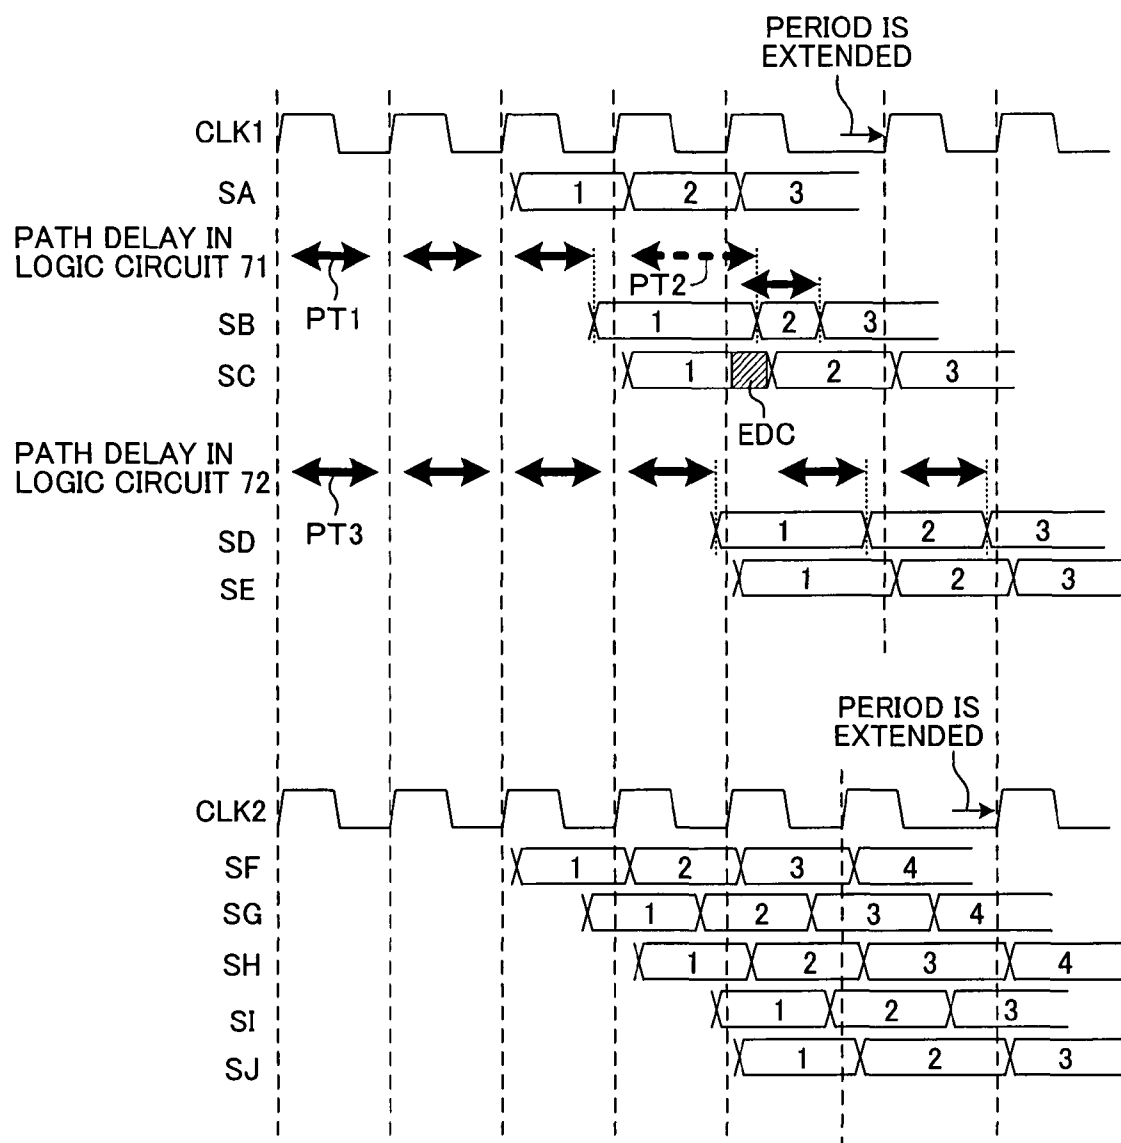 PERIOD IS
EXTENDED
CLK1
SA 1 2 3
PATH DELAY IN
LOGIC CIRCUIT 71
PT1
PT2
SB 1 2 3
SC 1 2 3
EDC
PATH DELAY IN
LOGIC CIRCUIT 72
PT3
SD 1 2 3
SE 1 2 3
PERIOD IS
EXTENDED
CLK2
SF 1 2 3 4
SG 1 2 3 4
SH 1 2 3 4
SI 1 2 3
SJ 1 2 3